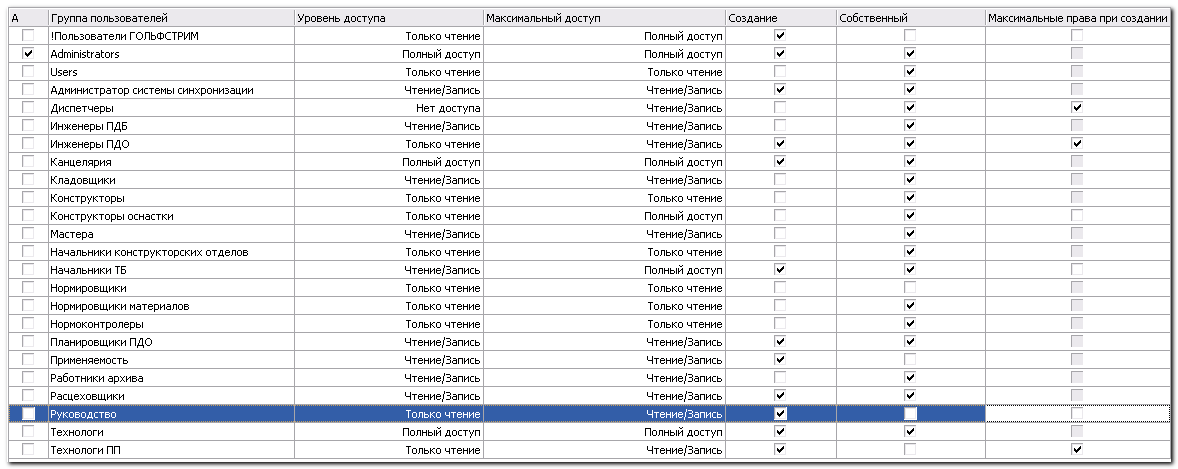 А Группа пользователей Уровень доступа Максимальный доступ Создание Собственный Максимальные права при создании
!Пользователи ГОЛЬФСТРИМ Только чтение Полный доступ
Administrators Полный доступ Полный доступ
Users Только чтение Только чтение
Администратор системы синхронизации Чтение/Запись Чтение/Запись
Диспетчеры Нет доступа Чтение/Запись
Инженеры ПДБ Чтение/Запись Чтение/Запись
Инженеры ПДО Только чтение Чтение/Запись
Канцелярия Полный доступ Полный доступ
Кладовщики Чтение/Запись Чтение/Запись
Конструкторы Только чтение Только чтение
Конструкторы оснастки Только чтение Полный доступ
Мастера Чтение/Запись Чтение/Запись
Начальники конструкторских отделов Только чтение Только чтение
Начальники ТБ Чтение/Запись Полный доступ
Нормировщики Только чтение Только чтение
Нормировщики материалов Только чтение Только чтение
Нормоконтролеры Только чтение Только чтение
Планировщики ПДО Чтение/Запись Чтение/Запись
Применяемость Чтение/Запись Чтение/Запись
Работники архива Чтение/Запись Чтение/Запись
Расцеховщики Чтение/Запись Чтение/Запись
Руководство Только чтение Чтение/Запись
Технологи Полный доступ Полный доступ
Технологи ПП Только чтение Чтение/Запись